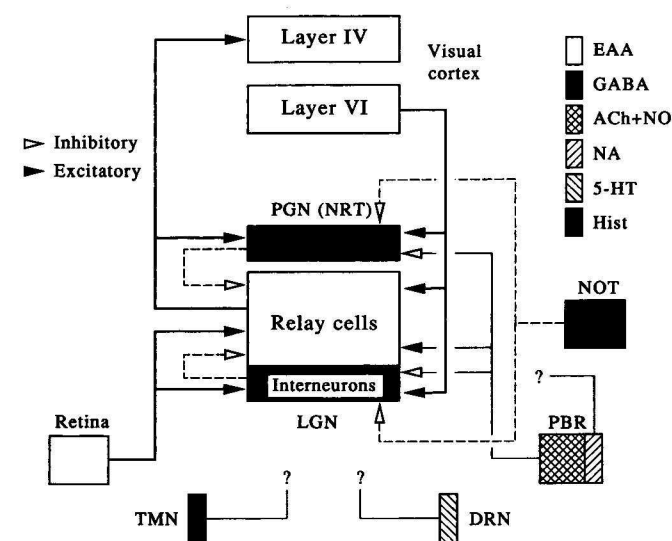 Layer IV
Visual
cortex
Layer VI
Inhibitory
Excitatory
EAA
GABA
ACh+NO
NA
5-HT
Hist
PGN (NRT)
NOT
Relay cells
Interneurons
?
Retina
LGN
PBR
? ?
TMN
DRN